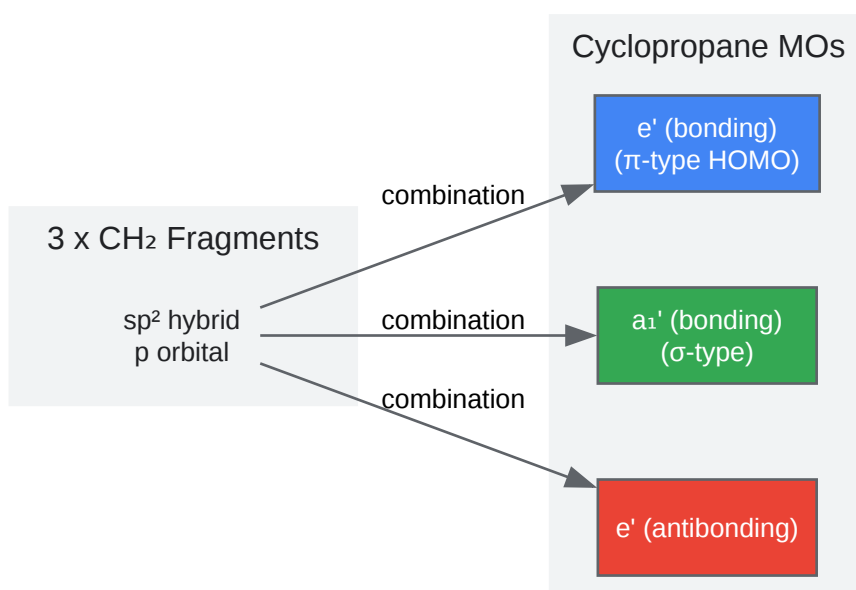 Cyclopropane MOs
e' (bonding)
(π-type HOMO)
combination
3 x CH₂ Fragments
sp² hybrid
p orbital
combination
a₁' (bonding)
(σ-type)
combination
e' (antibonding)